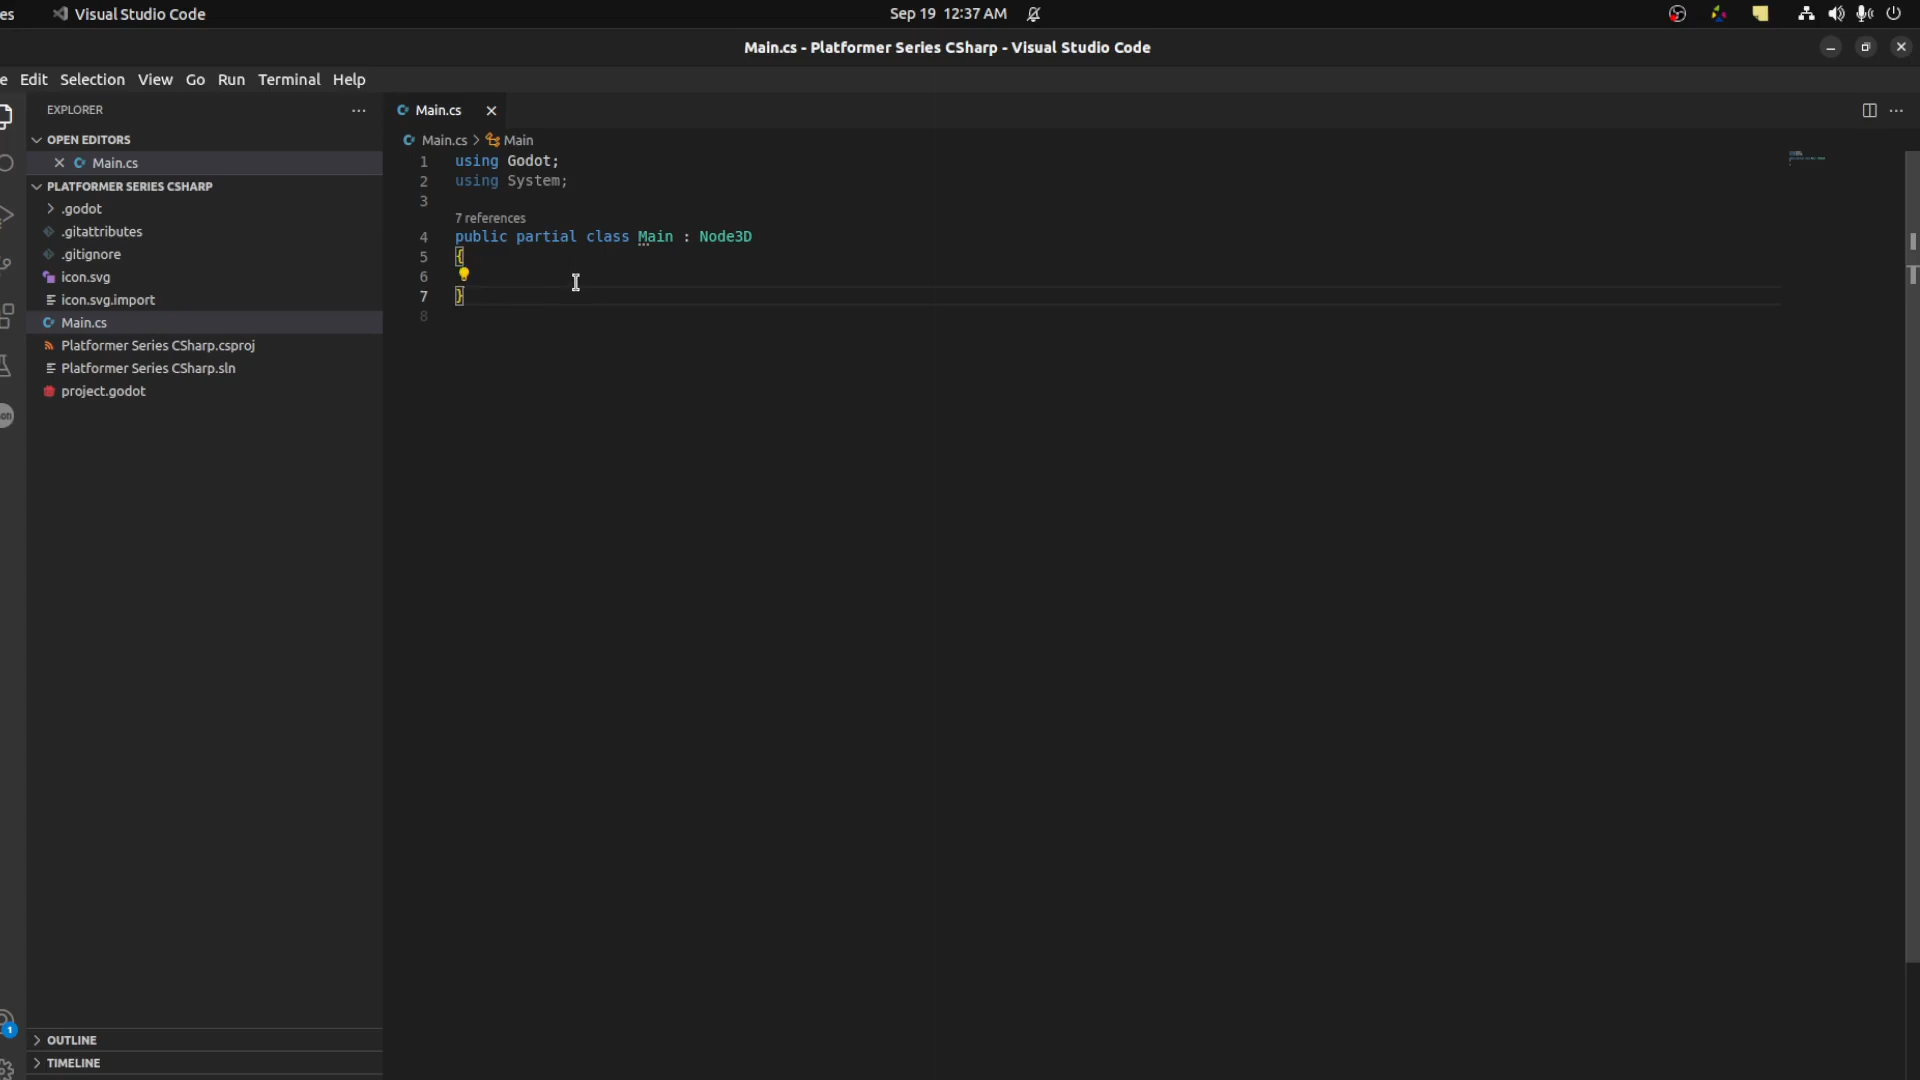 es
Visual Studio Code
Sep 19 12:37 AM
Main.cs - Platformer Series CSharp - Visual Studio Code
e Edit Selection View Go Run Terminal Help
EXPLORER
OPEN EDITORS
Main.cs
PLATFORMER SERIES CSHARP
.godot
.gitattributes
.gitignore
icon.svg
icon.svg.import
Main.cs
Platformer Series CSharp.csproj
Platformer Series CSharp.sln
project.godot
1
OUTLINE
TIMELINE
Main.cs
Main.cs > Main
1 using Godot;
2 using System;
3
7 references
4 public partial class Main : Node3D
5 {
6
7 }
8